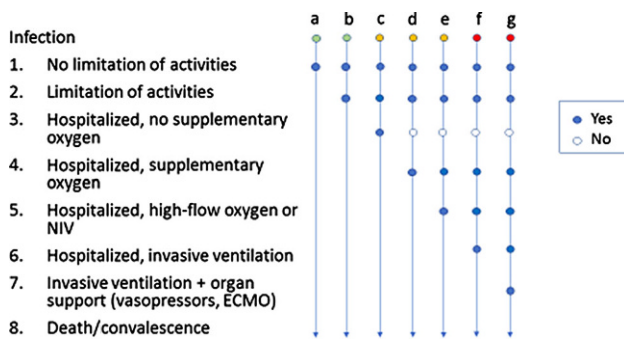 a b c d e f g
Infection
1. No limitation of activities
2. Limitation of activities
3. Hospitalized, no supplementary
oxygen
4. Hospitalized, supplementary
oxygen
5. Hospitalized, high-flow oxygen or
NIV
6. Hospitalized, invasive ventilation
7. Invasive ventilation + organ
support (vasopressors, ECMO)
8. Death/convalescence
Yes
No